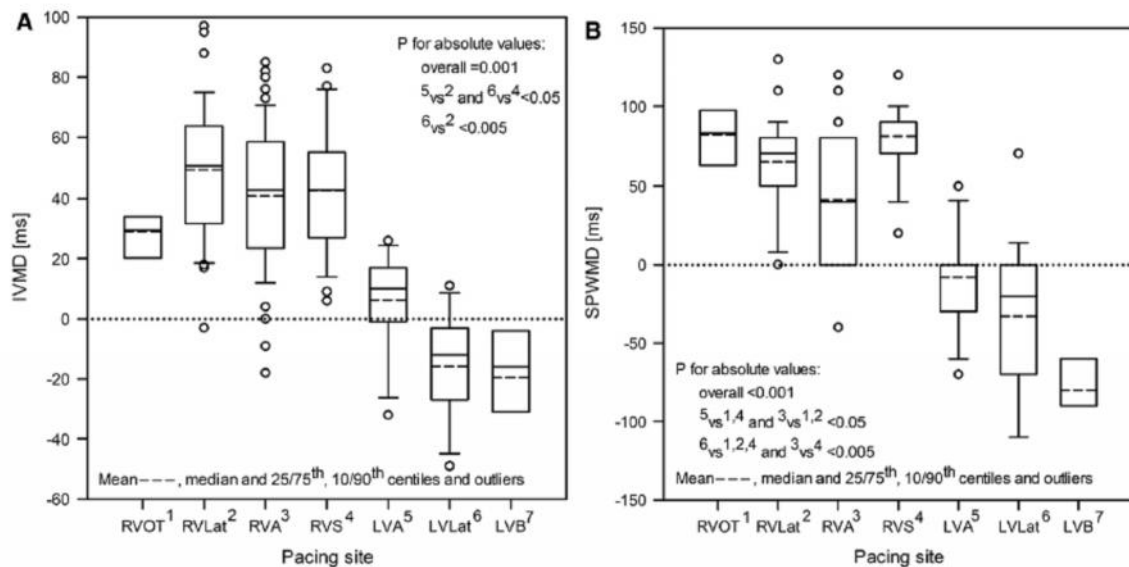 A
IVMD [ms]
100
80
60
40
20
0
-20
-40
-60
P for absolute values:
overall =0.001
5vs2 and 6vs4<0.05
6vs2 <0.005
Mean----, median and 25/75th, 10/90th centiles and outliers
RVOT1 RVLat2 RVA3 RVS4 LVA5 LVLat6 LVB7
Pacing site
B
SPWMD [ms]
150
100
50
0
-50
-100
-150
P for absolute values:
overall <0.001
5vs1,4 and 3vs1,2 <0.05
6vs1,2,4 and 3vs4 <0.005
Mean----, median and 25/75th, 10/90th centiles and outliers
RVOT1 RVLat2 RVA3 RVS4 LVA5 LVLat6 LVB7
Pacing site